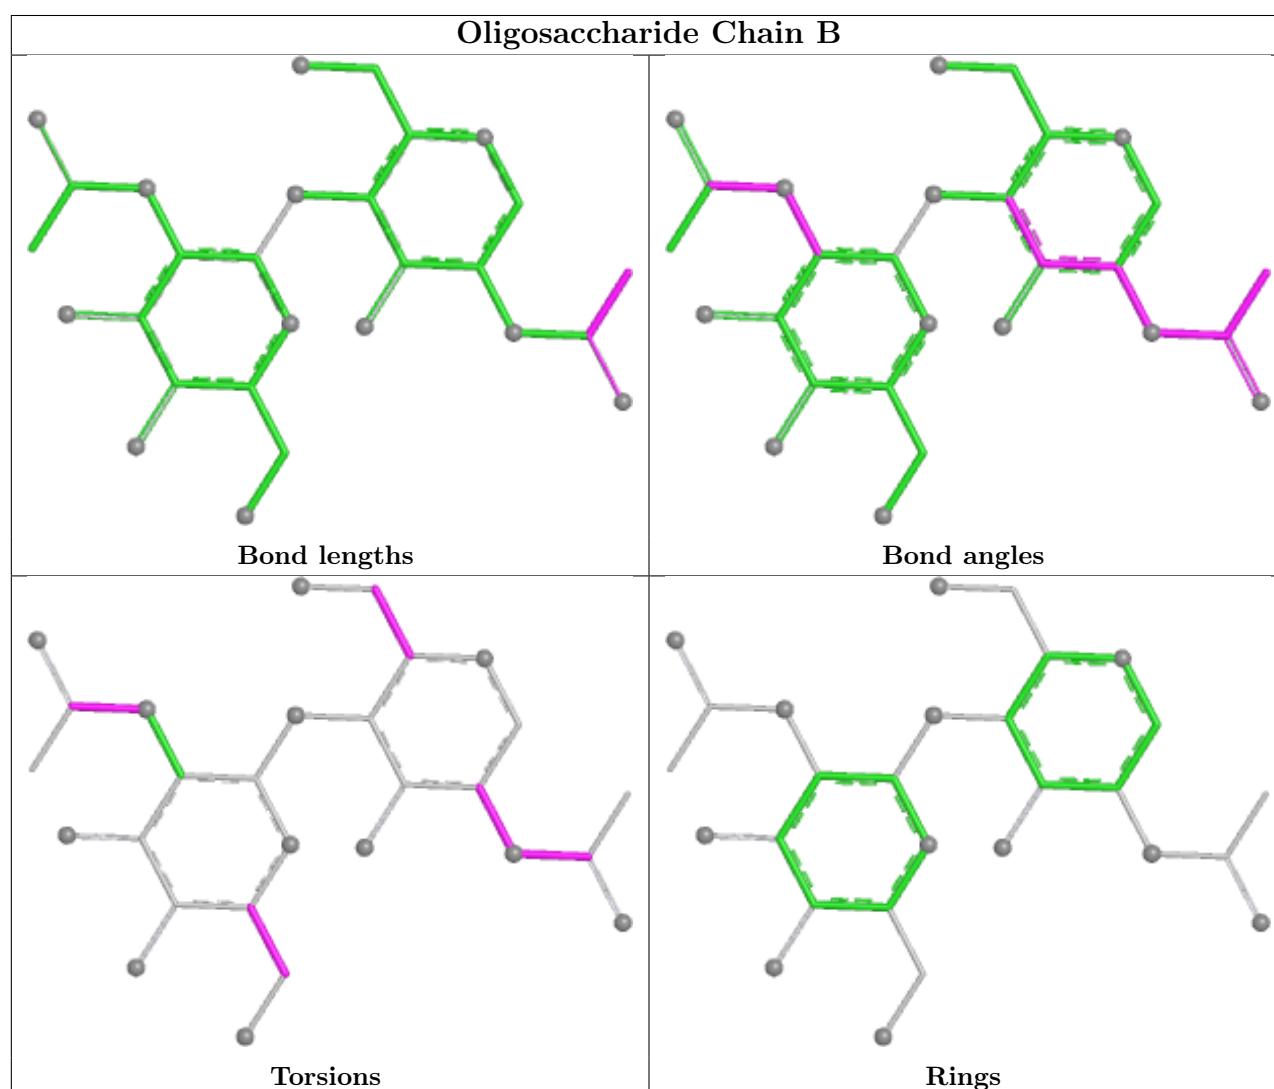 Oligosaccharide Chain B
Bond lengths
Bond angles
Torsions
Rings